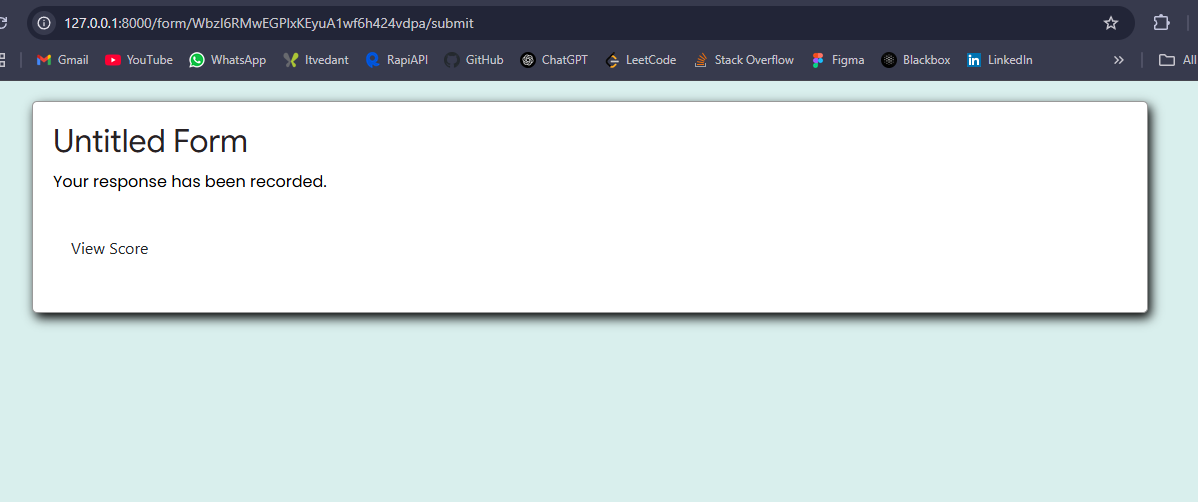 127.0.0.1:8000/form/WbzI6RMwEGPlxKEyuA1wf6h424vdpa/submit
Gmail YouTube WhatsApp Itvedant RapiAPI GitHub ChatGPT LeetCode Stack Overflow Figma Blackbox LinkedIn » All
Untitled Form
Your response has been recorded.
View Score